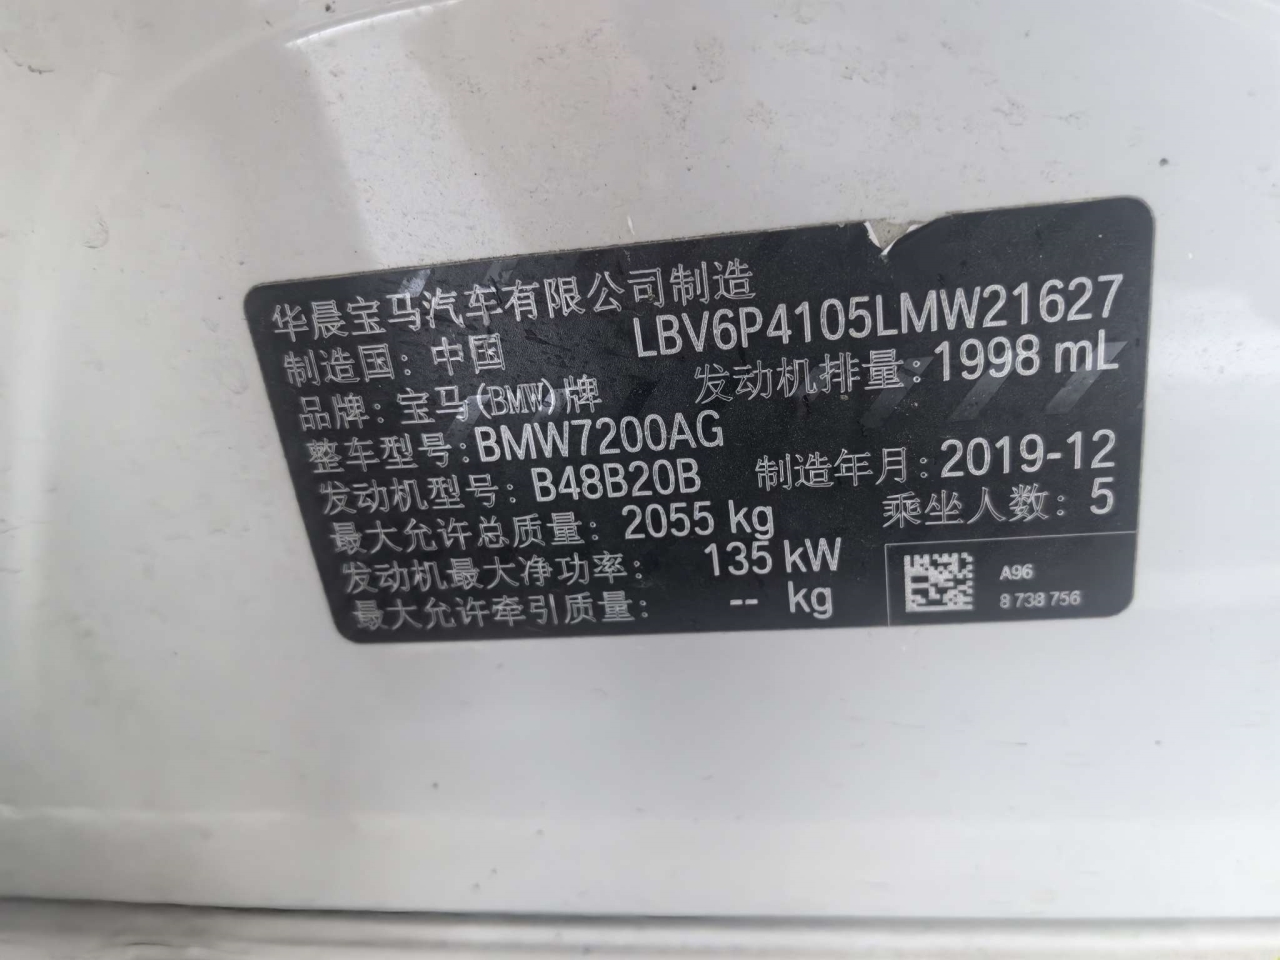 华晨宝马汽车有限公司制造
制造国：中国 LBV6P4105LMW21627
品牌：宝马(BMW)牌 发动机排量：1998 mL
整车型号：BMW7200AG
发动机型号：B48B20B 制造年月：2019-12
最大允许总质量：2055 kg 乘坐人数：5
发动机最大净功率：135 kW
最大允许牵引质量：-- kg
A96
8 738 756